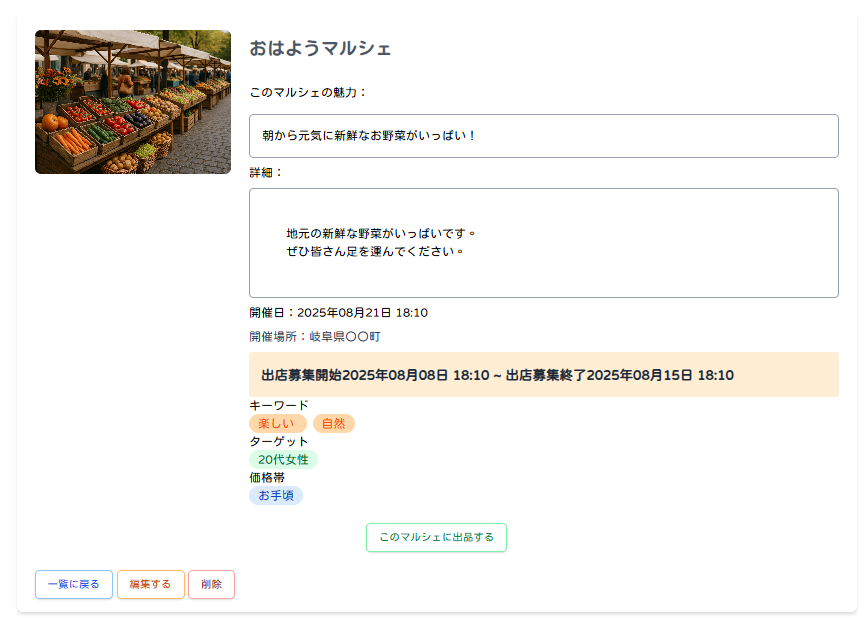 おはようマルシェ
このマルシェの魅力：
朝から元気に新鮮なお野菜がいっぱい！
詳細：
地元の新鮮な野菜がいっぱいです。
ぜひ皆さん足を運んでください。
開催日：2025年08月21日 18:10
開催場所：岐阜県〇〇町
出店募集開始2025年08月08日 18:10 ~ 出店募集終了2025年08月15日 18:10
キーワード
楽しい 自然
ターゲット
20代女性
価格帯
お手頃
このマルシェに出品する
一覧に戻る 編集する 削除